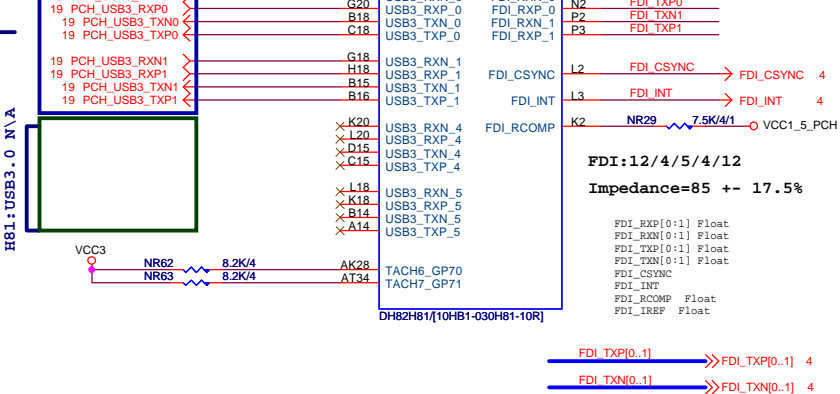 19 PCH_USB3_RXP0 G20 USB3_RXP_0 FDI_RXN_0 N2 FDI_TXP0
19 PCH_USB3_TXN0 B18 USB3_TXN_0 FDI_RXP_0 P2 FDI_TXN1
19 PCH_USB3_TXP0 C18 USB3_TXP_0 FDI_RXN_1 P3 FDI_TXP1
FDI_RXP_1
19 PCH_USB3_RXN1 G18 USB3_RXN_1
19 PCH_USB3_RXP1 H18 USB3_RXP_1 FDI_CSYNC L2 FDI_CSYNC FDI_CSYNC 4
19 PCH_USB3_TXN1 B15 USB3_TXN_1
19 PCH_USB3_TXP1 B16 USB3_TXP_1 FDI_INT L3 FDI_INT FDI_INT 4
K20 USB3_RXN_4 FDI_RCOMP K2 NR29 7.5K/4/1 VCC1_5_PCH
L20 USB3_RXP_4
D15 USB3_TXN_4
C15 USB3_TXP_4
FDI:12/4/5/4/12
Impedance=85 +- 17.5%
L18 USB3_RXN_5
K18 USB3_RXP_5
B14 USB3_TXN_5
A14 USB3_TXP_5
H81:USB3.0 N\A
FDI_RXP[0:1] Float
FDI_RXN[0:1] Float
FDI_TXP[0:1] Float
FDI_TXN[0:1] Float
FDI_CSYNC
FDI_INT
FDI_RCOMP Float
FDI_IREF Float
VCC3
NR62 8.2K/4 AK28 TACH6_GP70
NR63 8.2K/4 AT34 TACH7_GP71
DH82H81/[10HB1-030H81-10R]
FDI_TXP[0..1] FDI_TXP[0..1] 4
FDI_TXN[0..1] FDI_TXN[0..1] 4